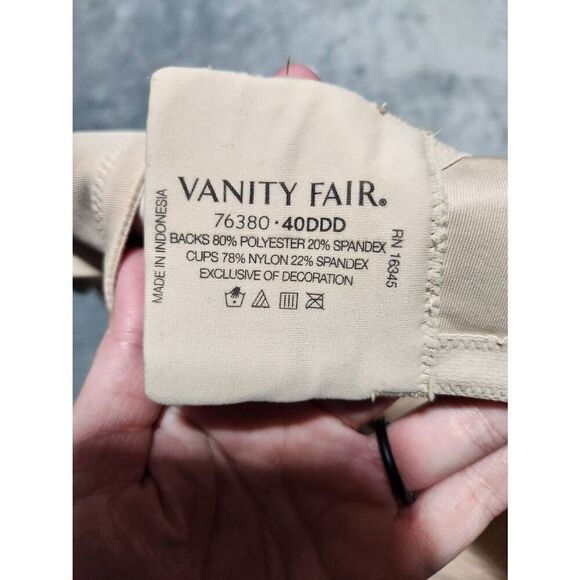 VANITY FAIR®
76380 • 40DDD
BACKS 80% POLYESTER 20% SPANDEX
CUPS 78% NYLON 22% SPANDEX
EXCLUSIVE OF DECORATION
MADE IN INDONESIA
RN 16345